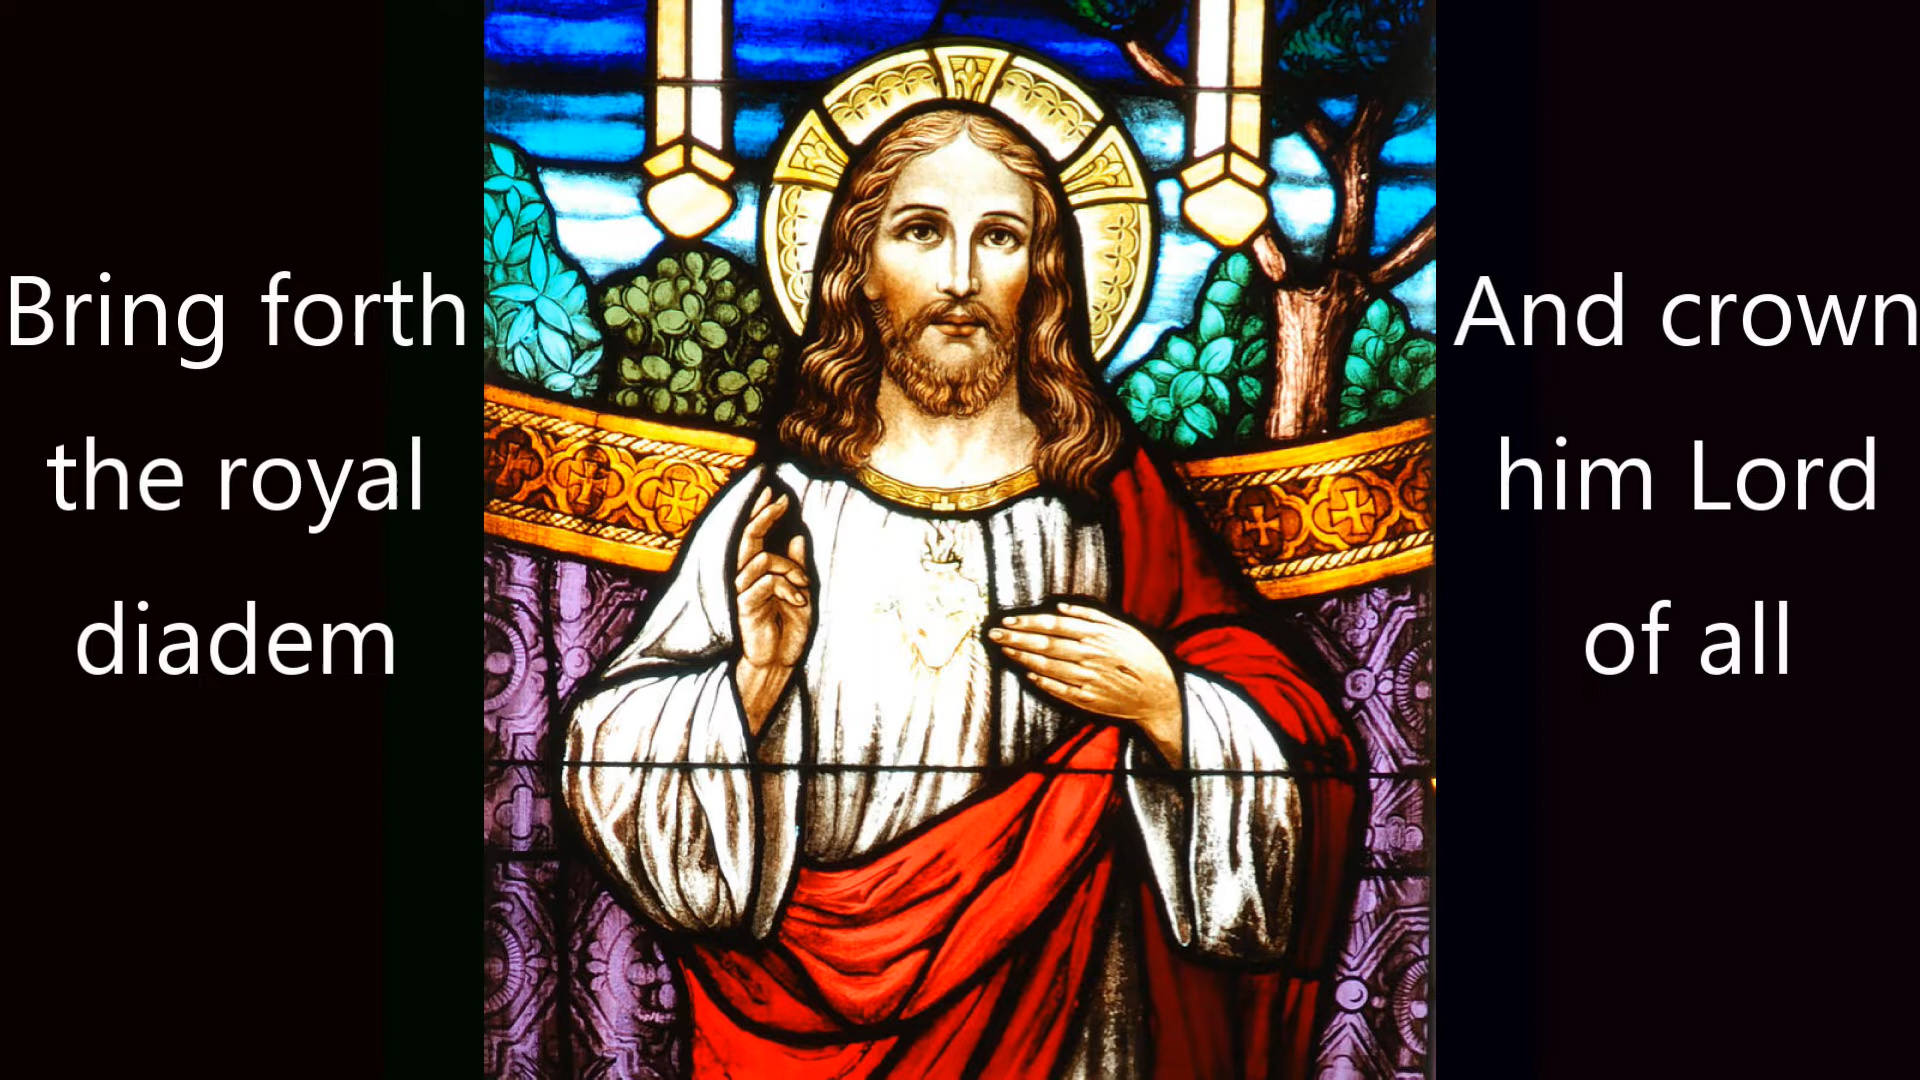 Bring forth
the royal
diadem
And crown
him Lord
of all